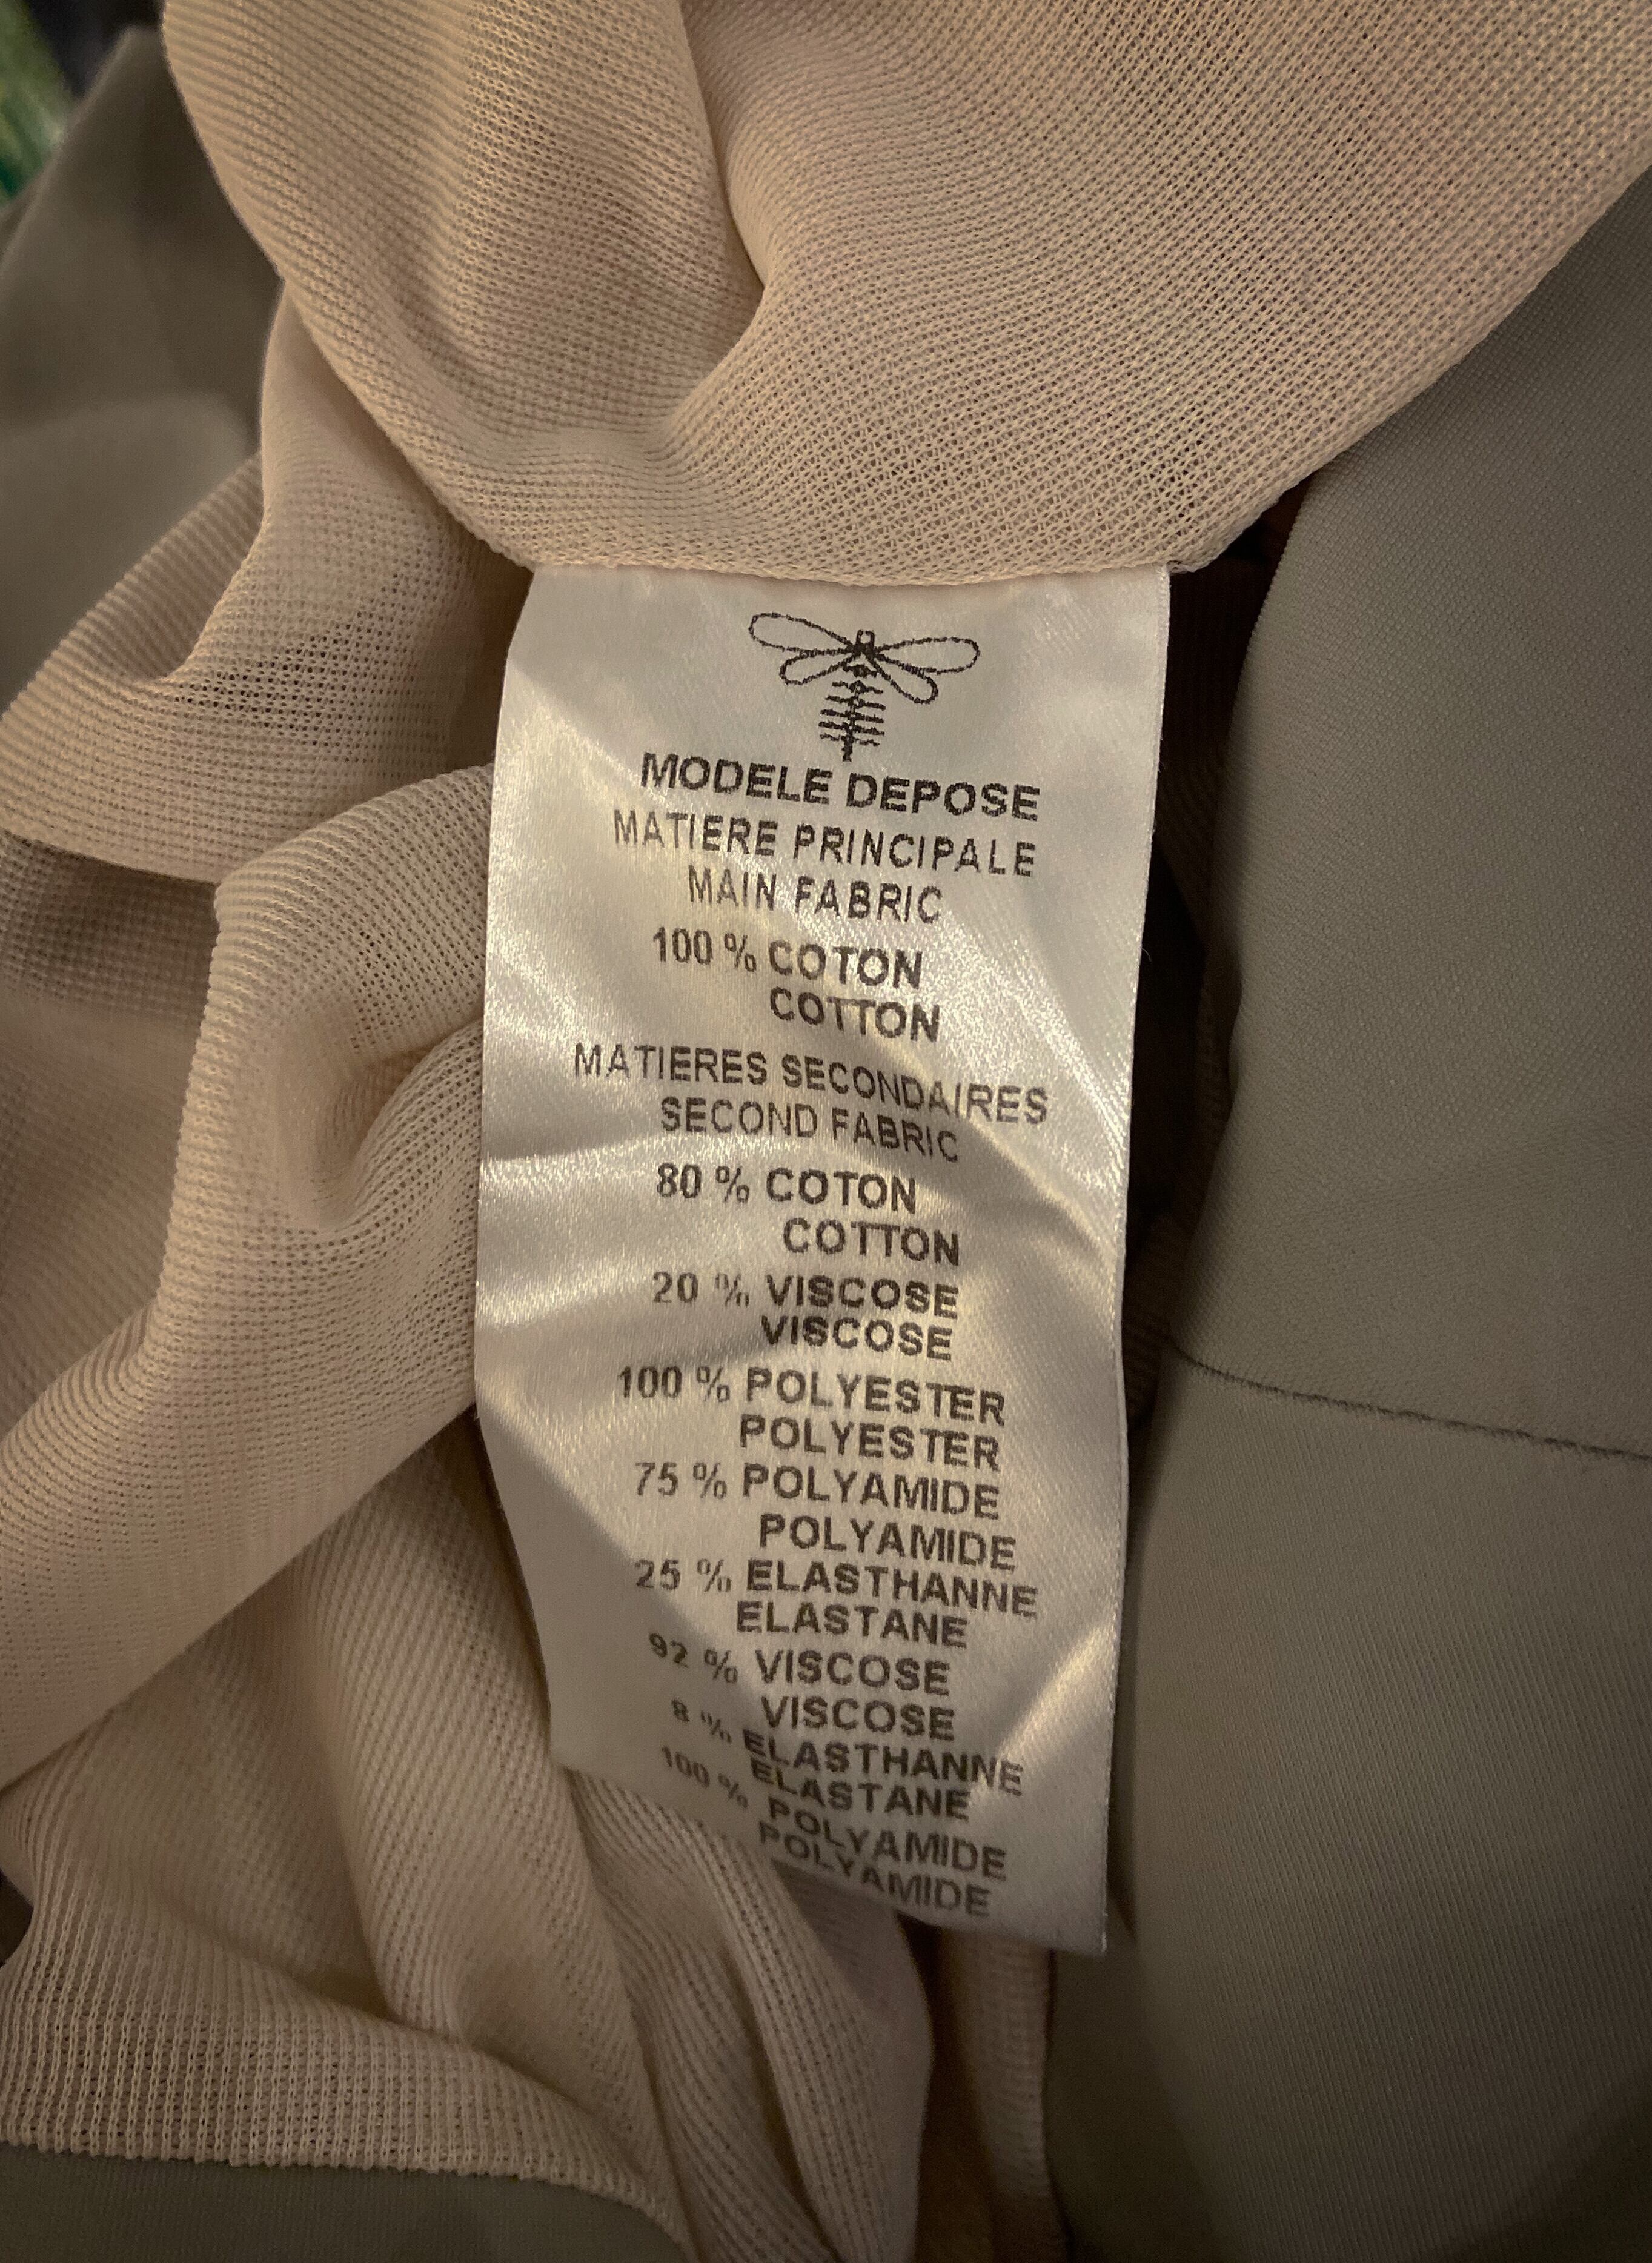 MODELE DEPOSE
MATIERE PRINCIPALE
MAIN FABRIC
100 % COTON
COTTON
MATIERES SECONDAIRES
SECOND FABRIC
80 % COTON
COTTON
20 % VISCOSE
VISCOSE
100 % POLYESTER
POLYESTER
75 % POLYAMIDE
POLYAMIDE
25 % ELASTHANNE
ELASTANE
92 % VISCOSE
VISCOSE
8 % ELASTHANNE
ELASTANE
100 % POLYAMIDE
POLYAMIDE